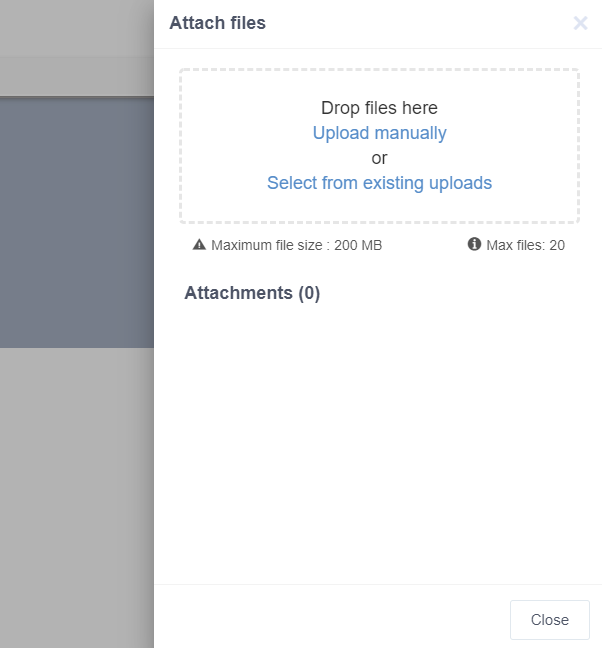 Attach files
Drop files here
Upload manually
or
Select from existing uploads
Maximum file size : 200 MB
Max files: 20
Attachments (0)
Close